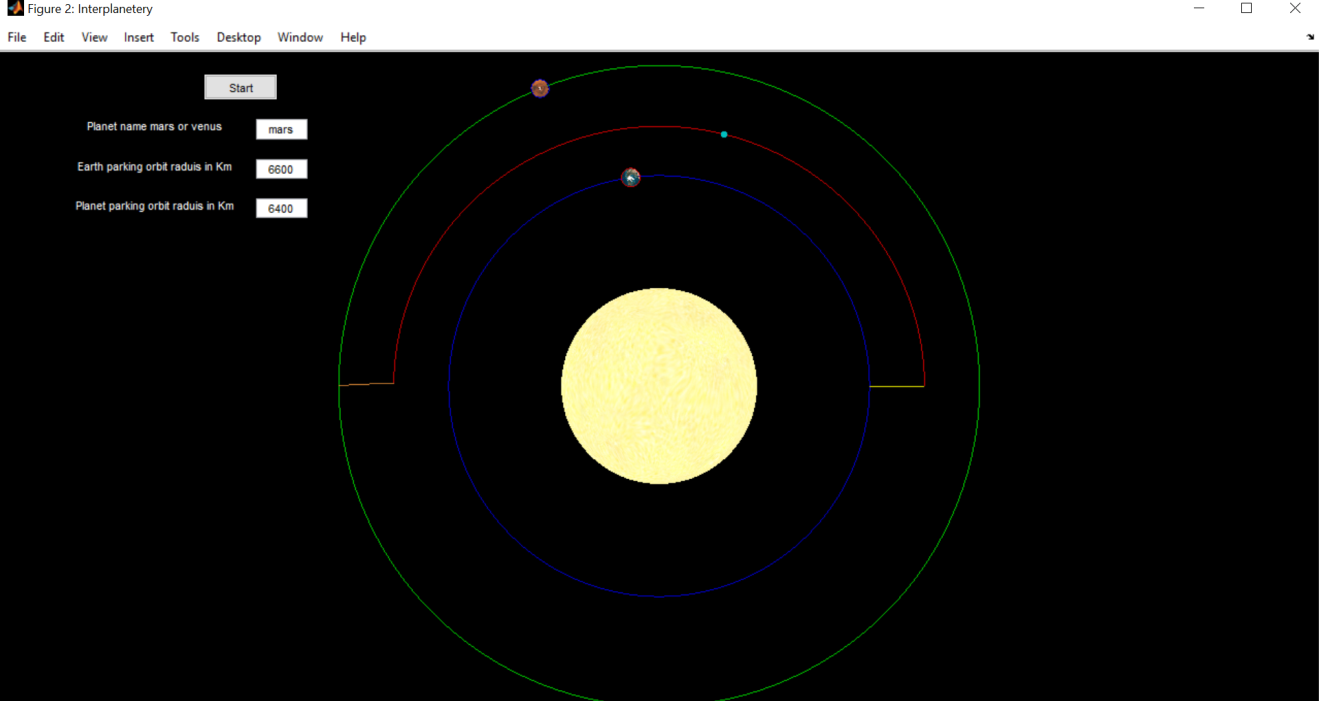 Figure 2: Interplanetery
File Edit View Insert Tools Desktop Window Help
Start
Planet name mars or venus mars
Earth parking orbit raduis in Km 6600
Planet parking orbit raduis in Km 6400